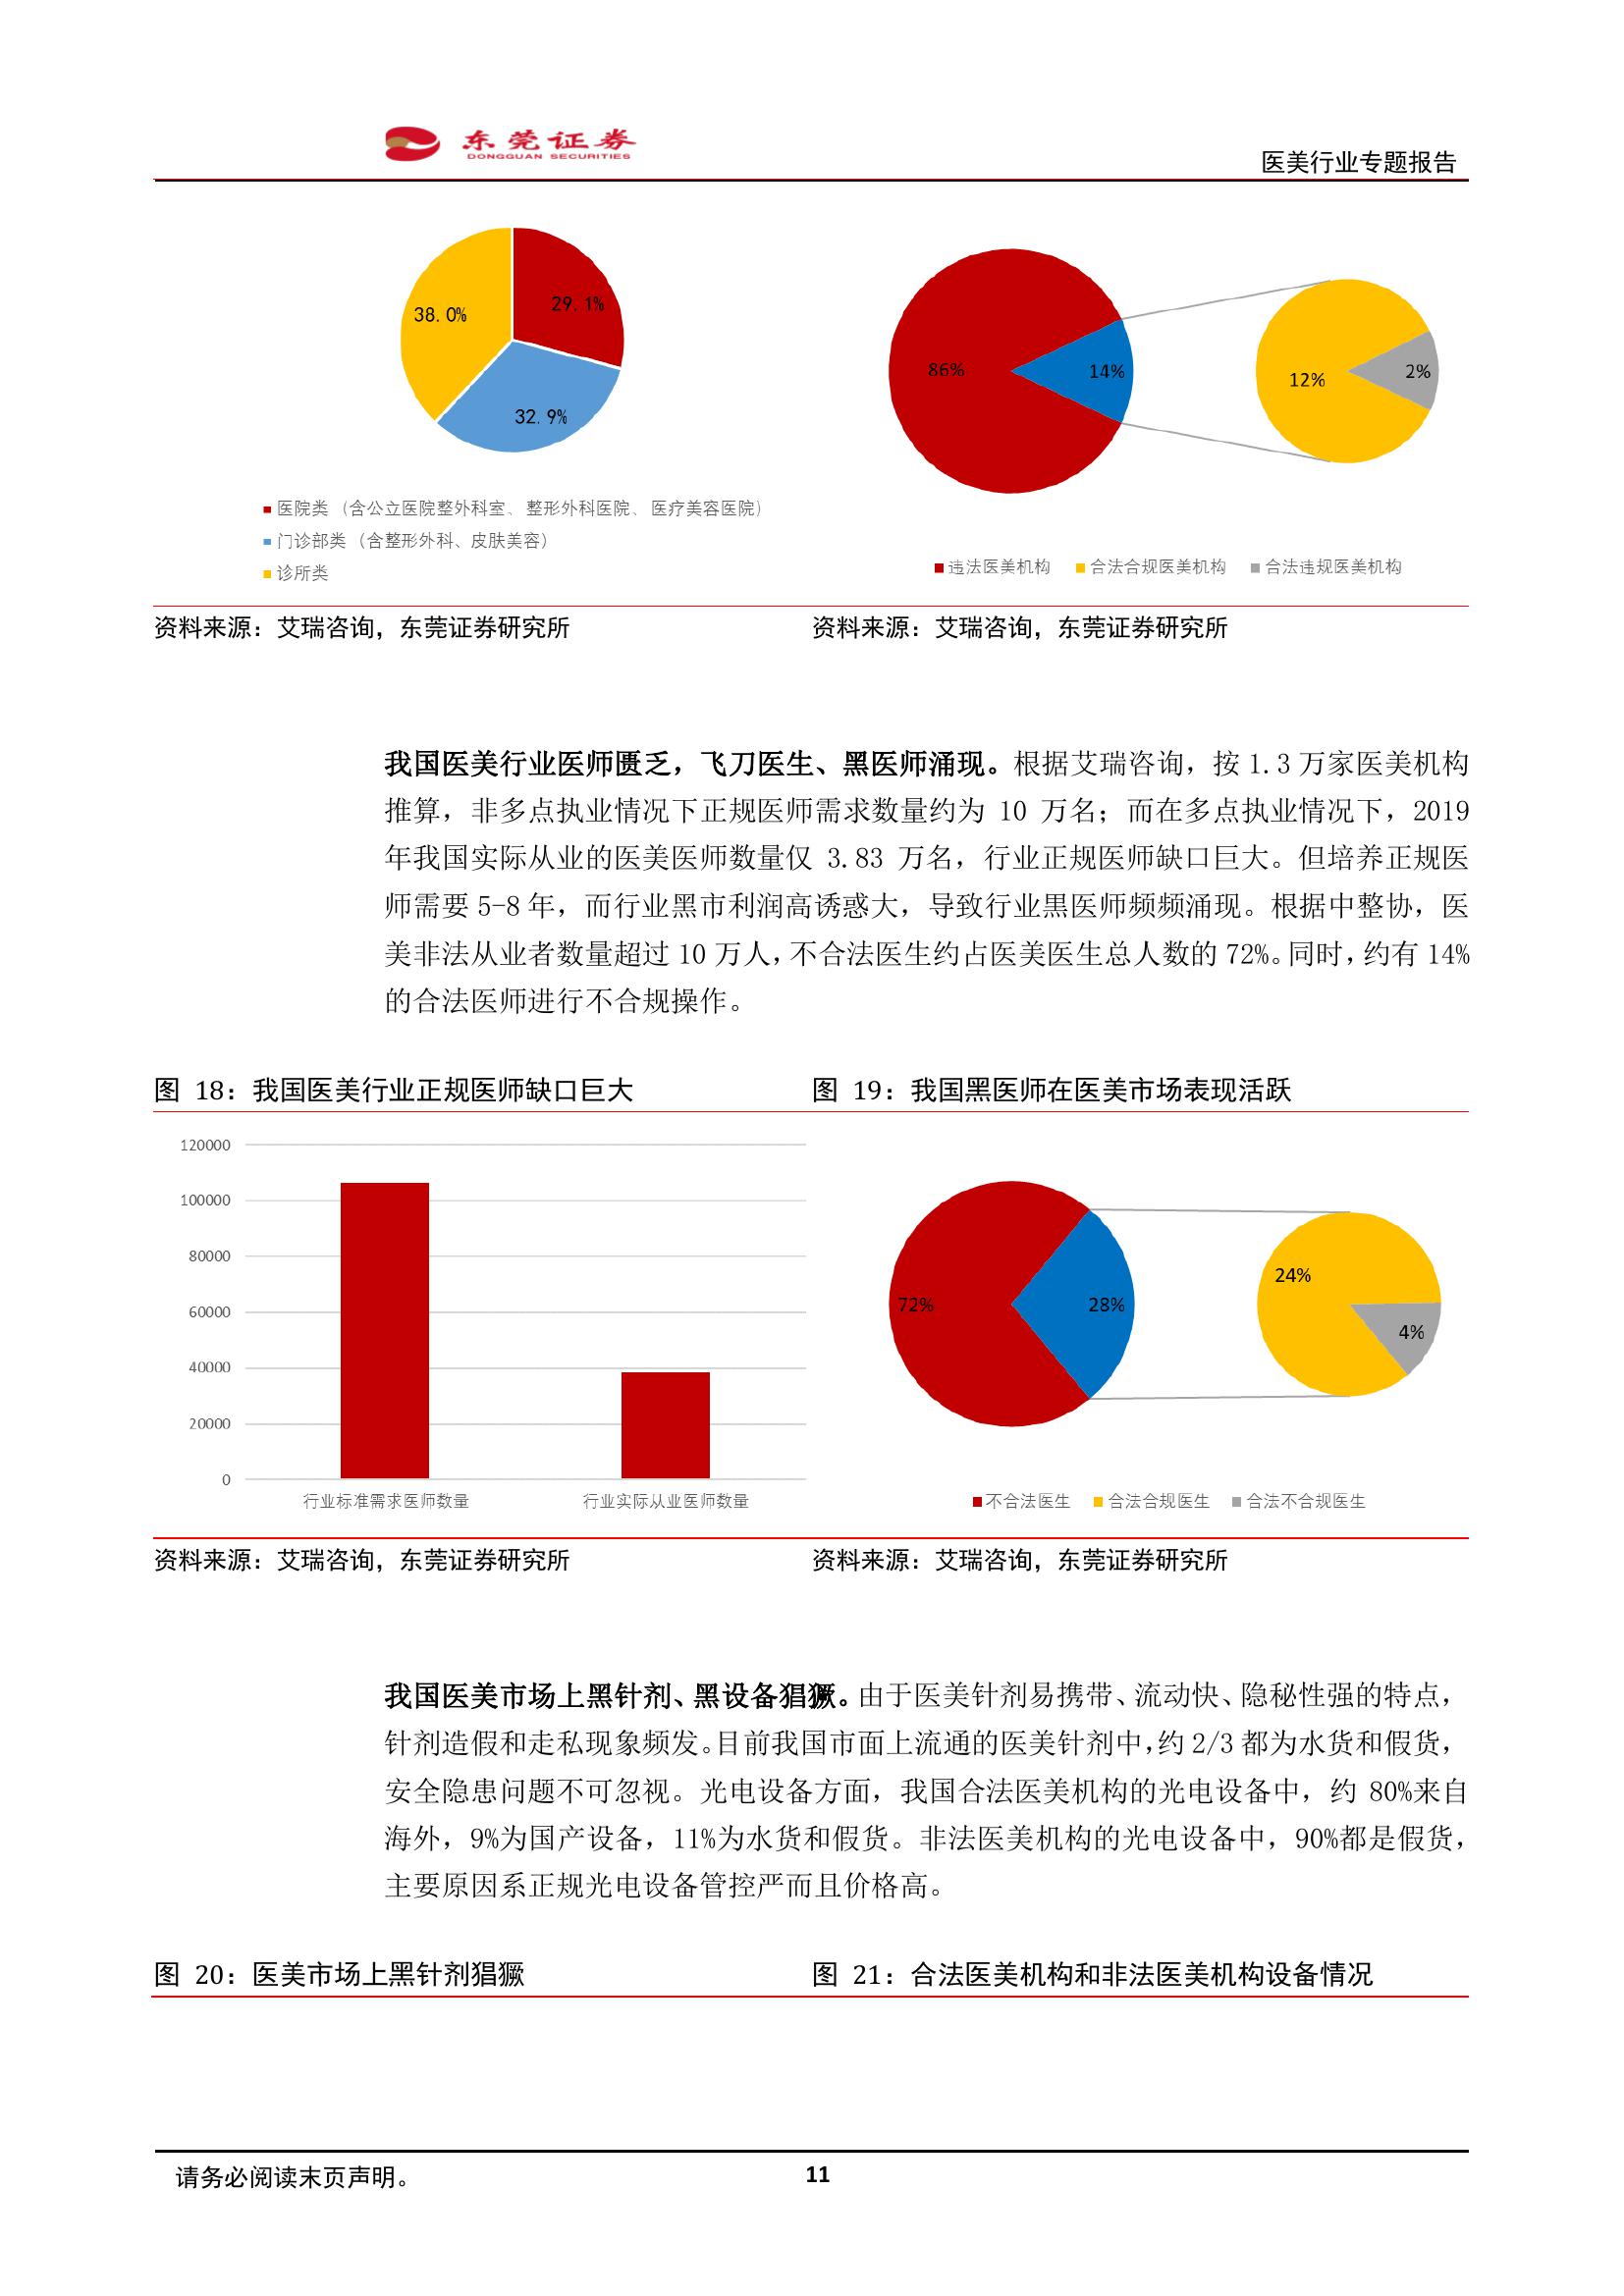 东莞证券
DONGGUAN SECURITIES
医美行业专题报告
29.1%
38.0%
32.9%
医院类（含公立医院整外科室、整形外科医院、医疗美容医院）
门诊部类（含整形外科、皮肤美容）
诊所类
86%
14%
12%
2%
违法医美机构 合法合规医美机构 合法违规医美机构
资料来源：艾瑞咨询，东莞证券研究所
资料来源：艾瑞咨询，东莞证券研究所
我国医美行业医师匮乏，飞刀医生、黑医师涌现。根据艾瑞咨询，按 1.3 万家医美机构
推算，非多点执业情况下正规医师需求数量约为 10 万名；而在多点执业情况下，2019
年我国实际从业的医美医师数量仅 3.83 万名，行业正规医师缺口巨大。但培养正规医
师需要 5-8 年，而行业黑市利润高诱惑大，导致行业黑医师频频涌现。根据中整协，医
美非法从业者数量超过 10 万人，不合法医生约占医美医生总人数的 72%。同时，约有 14%
的合法医师进行不合规操作。
图 18：我国医美行业正规医师缺口巨大
图 19：我国黑医师在医美市场表现活跃
120000
100000
80000
60000
40000
20000
0
行业标准需求医师数量 行业实际从业医师数量
72%
28%
24%
4%
不合法医生 合法合规医生 合法不合规医生
资料来源：艾瑞咨询，东莞证券研究所
资料来源：艾瑞咨询，东莞证券研究所
我国医美市场上黑针剂、黑设备猖獗。由于医美针剂易携带、流动快、隐秘性强的特点，
针剂造假和走私现象频发。目前我国市面上流通的医美针剂中，约 2/3 都为水货和假货，
安全隐患问题不可忽视。光电设备方面，我国合法医美机构的光电设备中，约 80%来自
海外，9%为国产设备，11%为水货和假货。非法医美机构的光电设备中，90%都是假货，
主要原因系正规光电设备管控严而且价格高。
图 20：医美市场上黑针剂猖獗
图 21：合法医美机构和非法医美机构设备情况
请务必阅读末页声明。
11